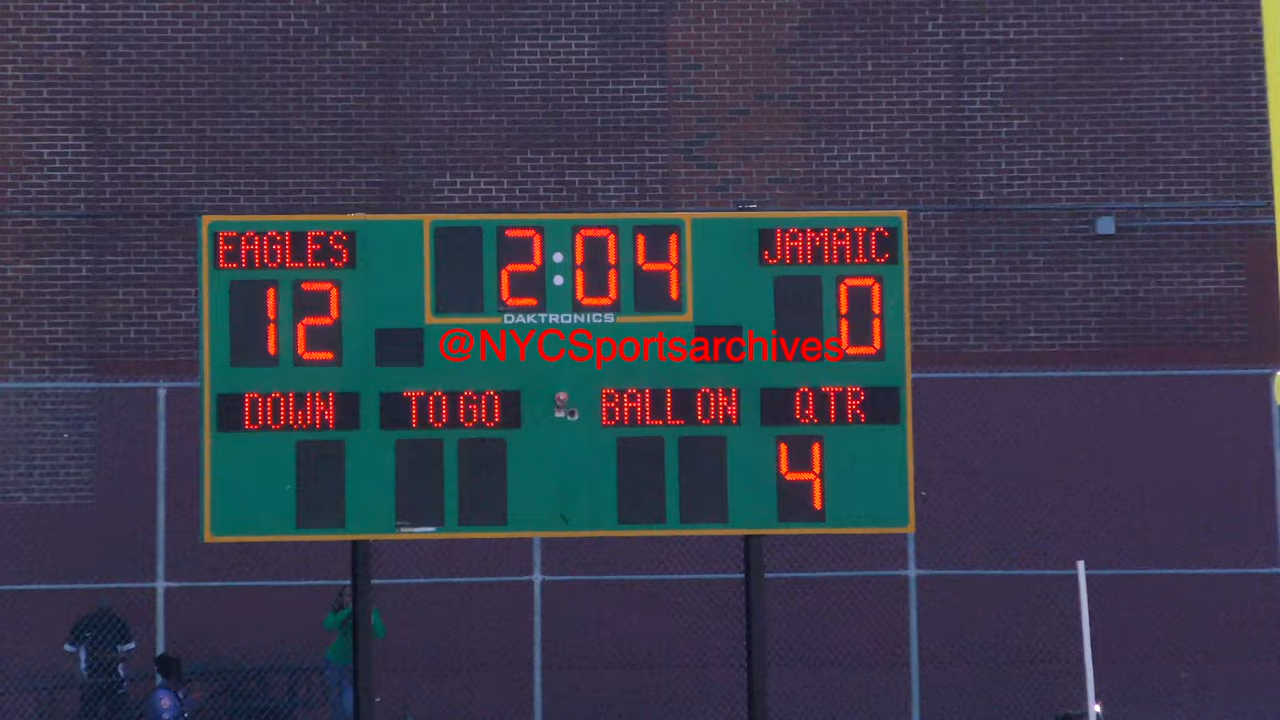 EAGLES 2:04 JAMAIC
12 0
DAKTRONICS
@NYCSportsarchives
DOWN TO GO BALL ON QTR
4